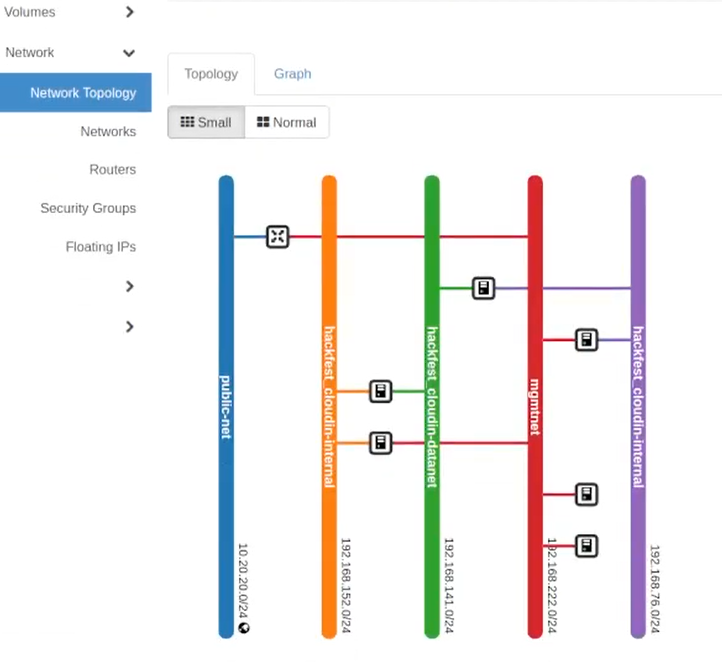 Volumes
Network
Network Topology
Networks
Routers
Security Groups
Floating IPs
Topology
Graph
Small
Normal
public-net
10.20.20.0/24
hackfest_cloudin-internal
192.168.152.0/24
hackfest_cloudin-datanet
192.168.141.0/24
mgmtnet
192.168.222.0/24
hackfest_cloudin-internal
192.168.76.0/24